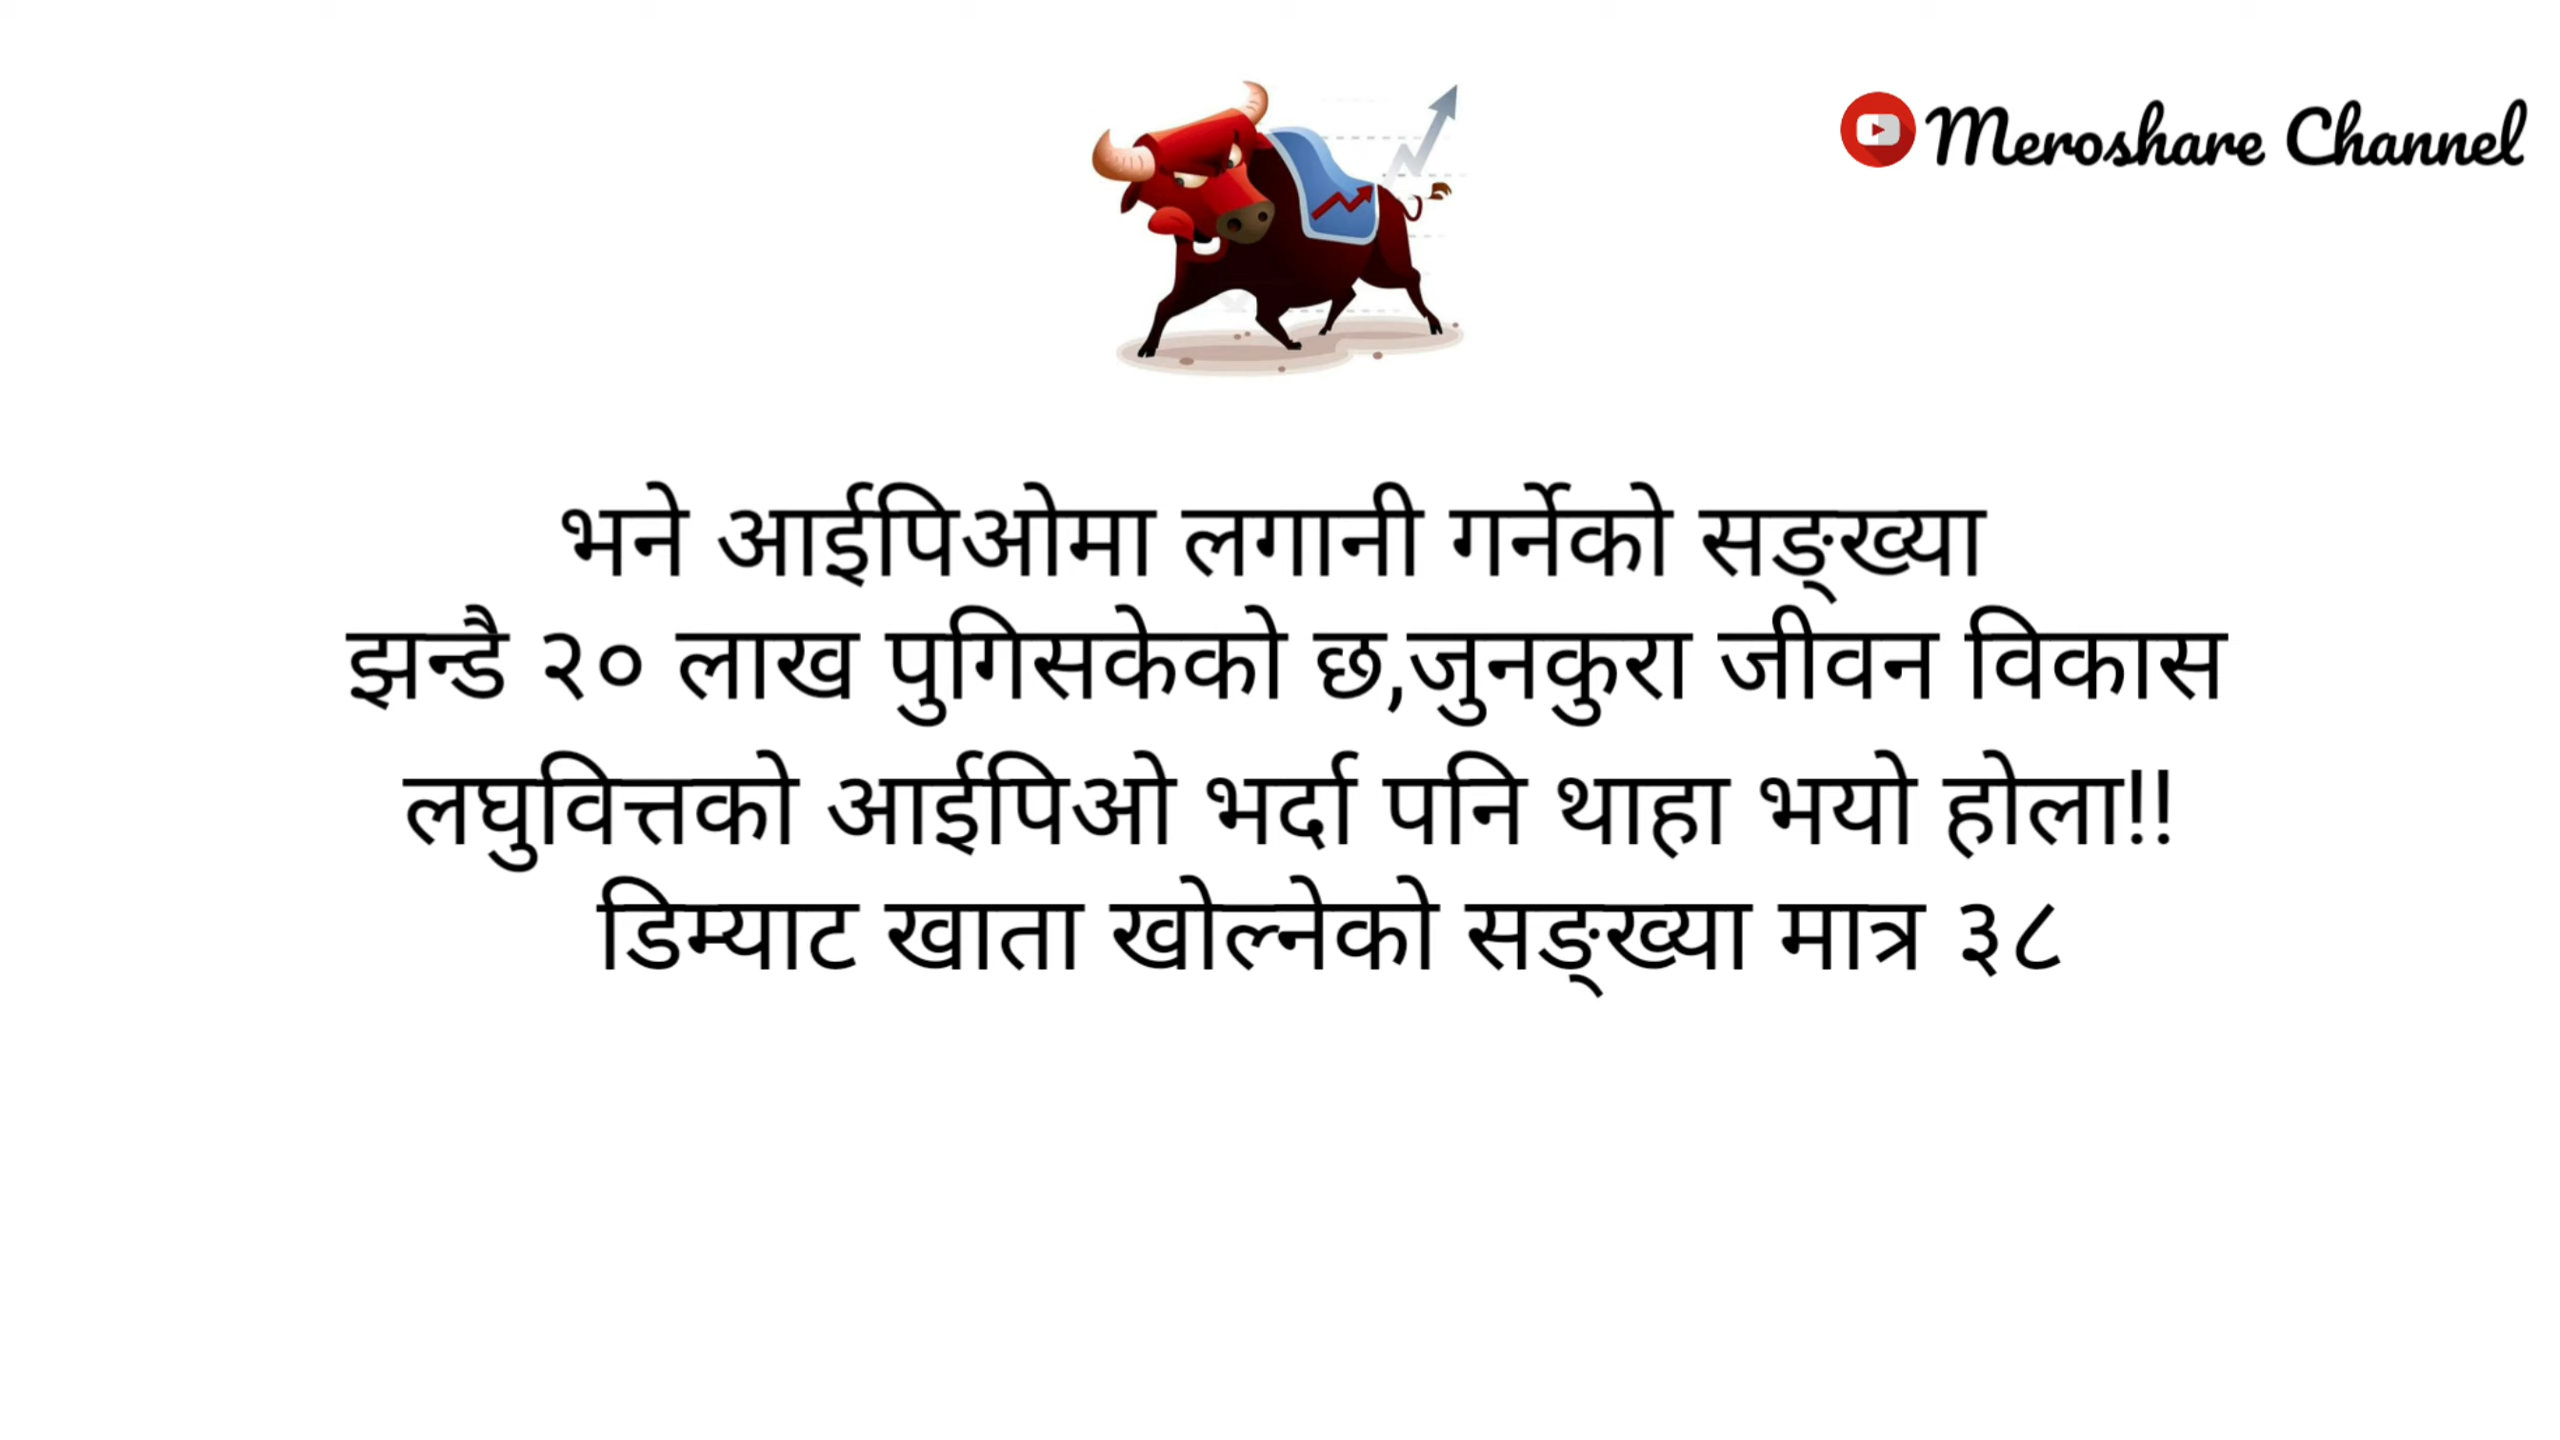 Meroshare Channel
भने आईपिओमा लगानी गर्नेको सङ्ख्या
झन्डै २० लाख पुगिसकेको छ,जुनकुरा जीवन विकास
लघुवित्तको आईपिओ भर्दा पनि थाहा भयो होला!!
डिम्याट खाता खोल्नेको सङ्ख्या मात्र ३८